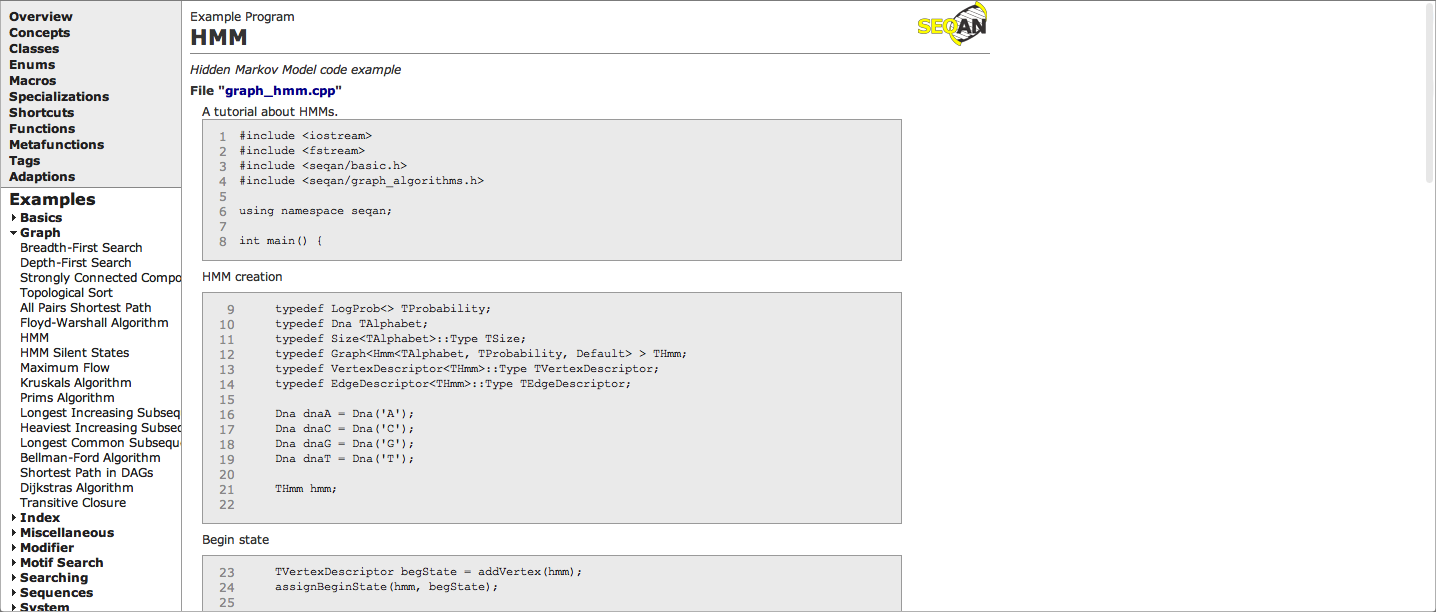 Overview
Concepts
Classes
Enums
Macros
Specializations
Shortcuts
Functions
Metafunctions
Tags
Adaptions
Examples
Basics
Graph
Breadth-First Search
Depth-First Search
Strongly Connected Compo
Topological Sort
All Pairs Shortest Path
Floyd-Warshall Algorithm
HMM
HMM Silent States
Maximum Flow
Kruskals Algorithm
Prims Algorithm
Longest Increasing Subseq
Heaviest Increasing Subsec
Longest Common Subsequ
Bellman-Ford Algorithm
Shortest Path in DAGs
Dijkstras Algorithm
Transitive Closure
Index
Miscellaneous
Modifier
Motif Search
Searching
Sequences
System
Example Program
HMM
SEQAN
Hidden Markov Model code example
File "graph_hmm.cpp"
A tutorial about HMMs.
1 #include <iostream>
2 #include <fstream>
3 #include <seqan/basic.h>
4 #include <seqan/graph_algorithms.h>
5
6 using namespace seqan;
7
8 int main() {
HMM creation
9 typedef LogProb<> TProbability;
10 typedef Dna TAlphabet;
11 typedef Size<TAlphabet>::Type TSize;
12 typedef Graph<Hmm<TAlphabet, TProbability, Default> > THmm;
13 typedef VertexDescriptor<THmm>::Type TVertexDescriptor;
14 typedef EdgeDescriptor<THmm>::Type TEdgeDescriptor;
15
16 Dna dnaA = Dna('A');
17 Dna dnaC = Dna('C');
18 Dna dnaG = Dna('G');
19 Dna dnaT = Dna('T');
20
21 THmm hmm;
22
Begin state
23 TVertexDescriptor begState = addVertex(hmm);
24 assignBeginState(hmm, begState);
25